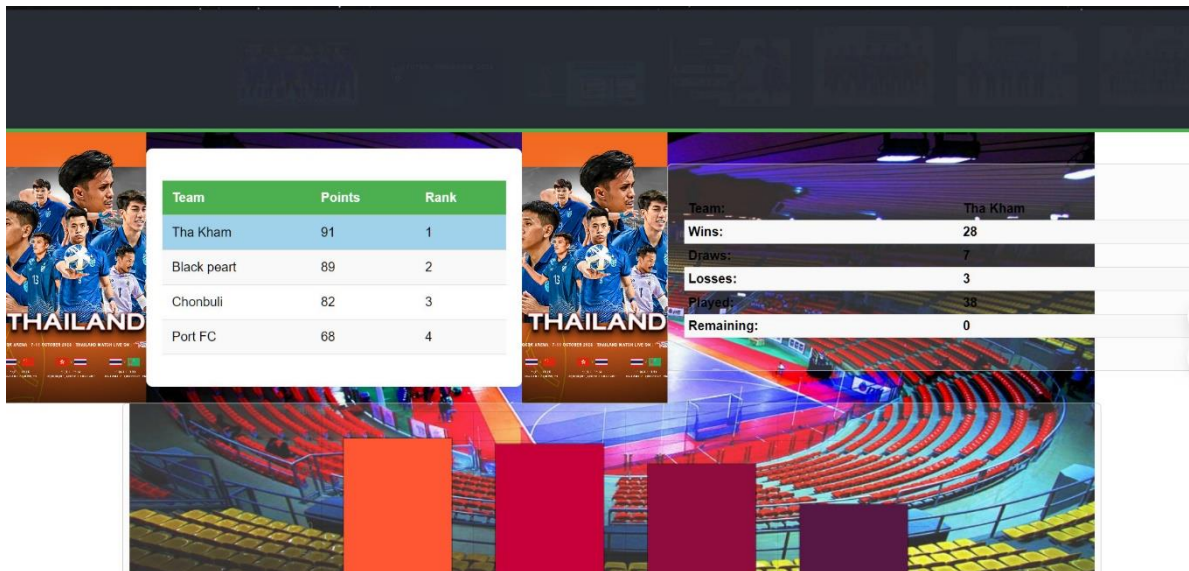 Team Points Rank
Tha Kham 91 1
Black peart 89 2
Chonbuli 82 3
Port FC 68 4
THAILAND
THAILAND
Team: Tha Kham
Wins: 28
Draws: 7
Losses: 3
Played: 38
Remaining: 0